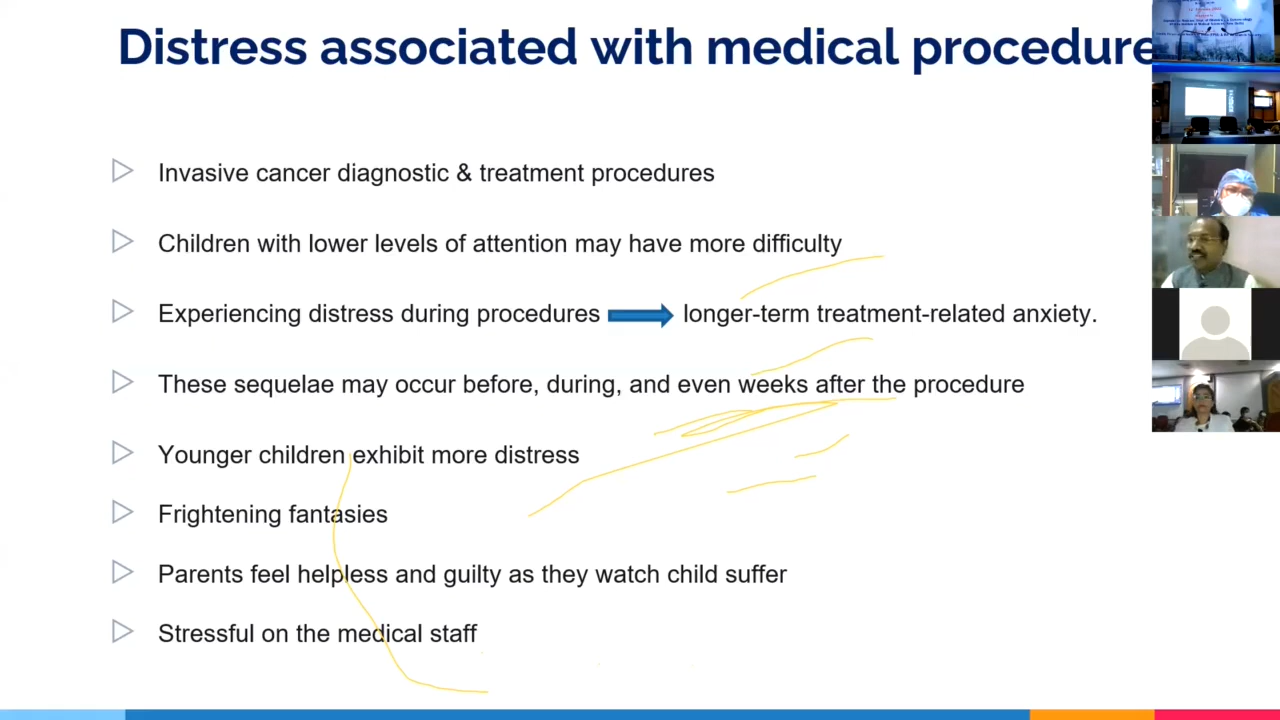 Distress associated with medical procedure
Invasive cancer diagnostic & treatment procedures
Children with lower levels of attention may have more difficulty
Experiencing distress during procedures longer-term treatment-related anxiety.
These sequelae may occur before, during, and even weeks after the procedure
Younger children exhibit more distress
Frightening fantasies
Parents feel helpless and guilty as they watch child suffer
Stressful on the medical staff